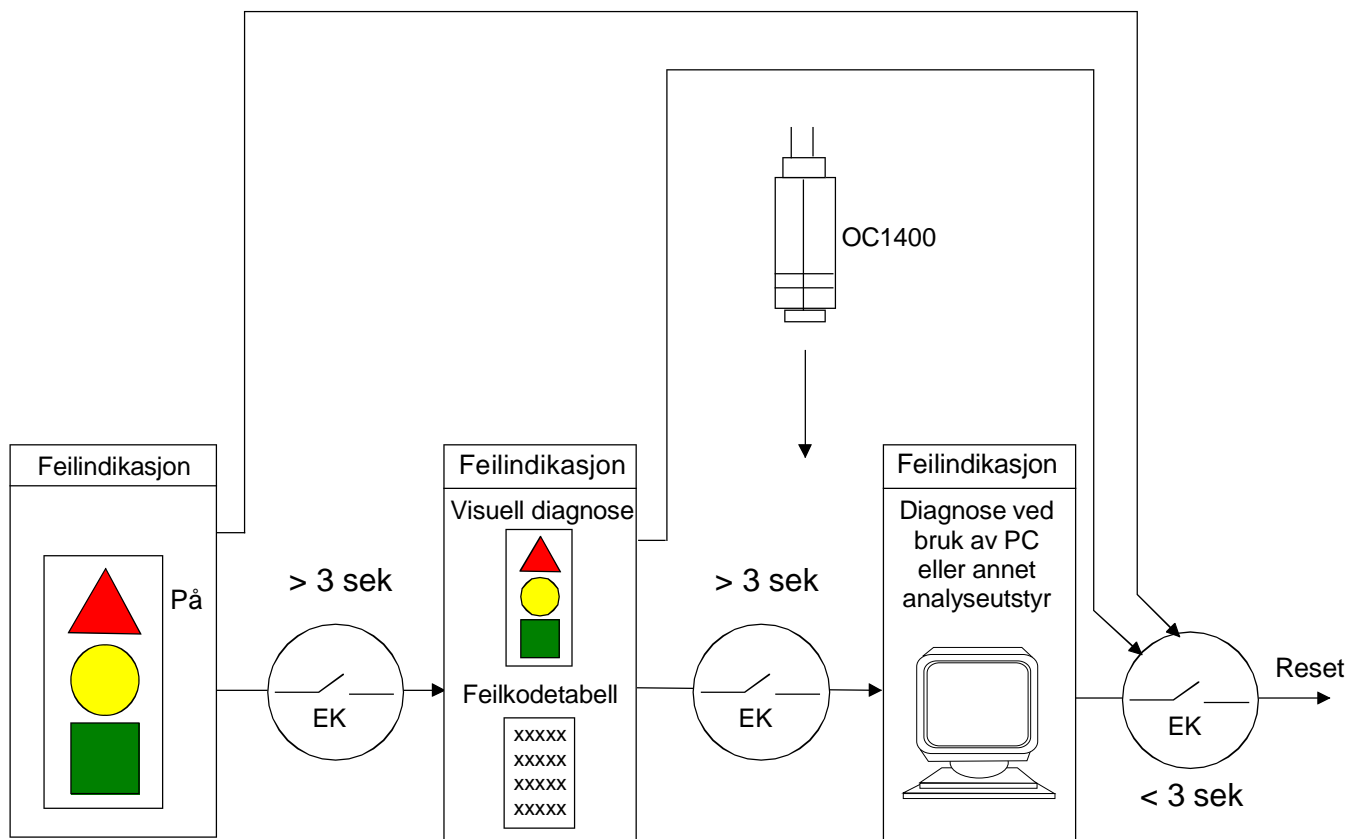 OC1400
Feilindikasjon
På
> 3 sek
EK
Feilindikasjon
Visuell diagnose
Feilkodetabell
xxxxx
xxxxx
xxxxx
xxxxx
> 3 sek
EK
Feilindikasjon
Diagnose ved
bruk av PC
eller annet
analyseutstyr
EK
< 3 sek
Reset